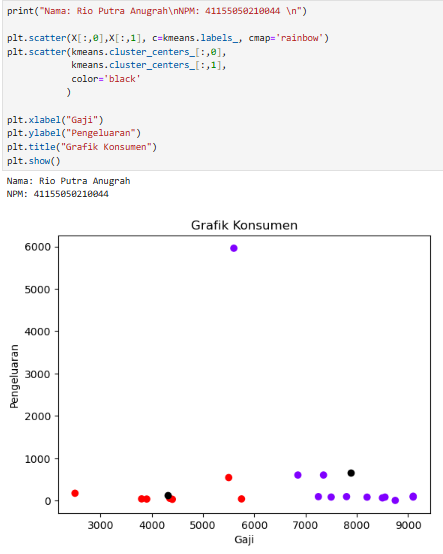 print("Nama: Rio Putra Anugrah\nNPM: 41155050210044 \n")
plt.scatter(X[:,0],X[:,1], c=kmeans.labels_, cmap='rainbow')
plt.scatter(kmeans.cluster_centers_[:,0],
kmeans.cluster_centers_[:,1],
color='black'
)
plt.xlabel("Gaji")
plt.ylabel("Pengeluaran")
plt.title("Grafik Konsumen")
plt.show()
Nama: Rio Putra Anugrah
NPM: 41155050210044
Grafik Konsumen
6000
5000
4000
3000
2000
1000
0
Pengeluaran
3000 4000 5000 6000 7000 8000 9000
Gaji